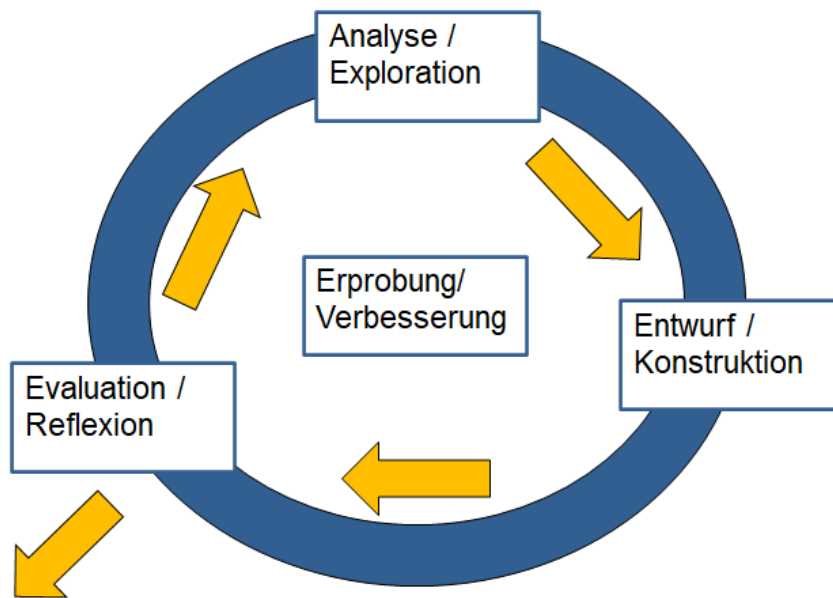 Analyse /
Exploration
Erprobung/
Verbesserung
Entwurf /
Konstruktion
Evaluation /
Reflexion